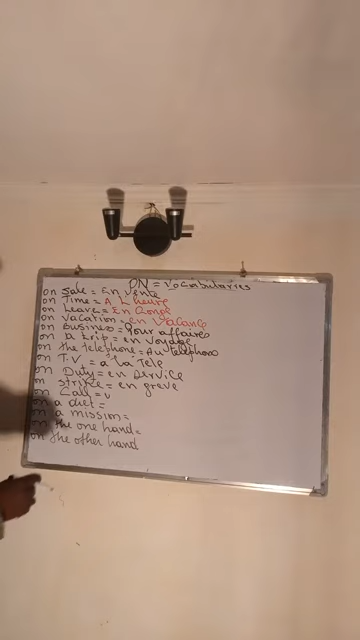 ON = Vocabularies
on Sale = en Vente
on Time = A L'heure
on Leave = En Congé
on Vacation = en Vacance
on Business = Pour affaires
on a trip = en voyage
on the telephone = Au telephone
on T.V. = à la Télé
on Duty = en Service
on strike = en greve
on Call =
on a diet =
on a mission =
on the one hand =
on the other hand